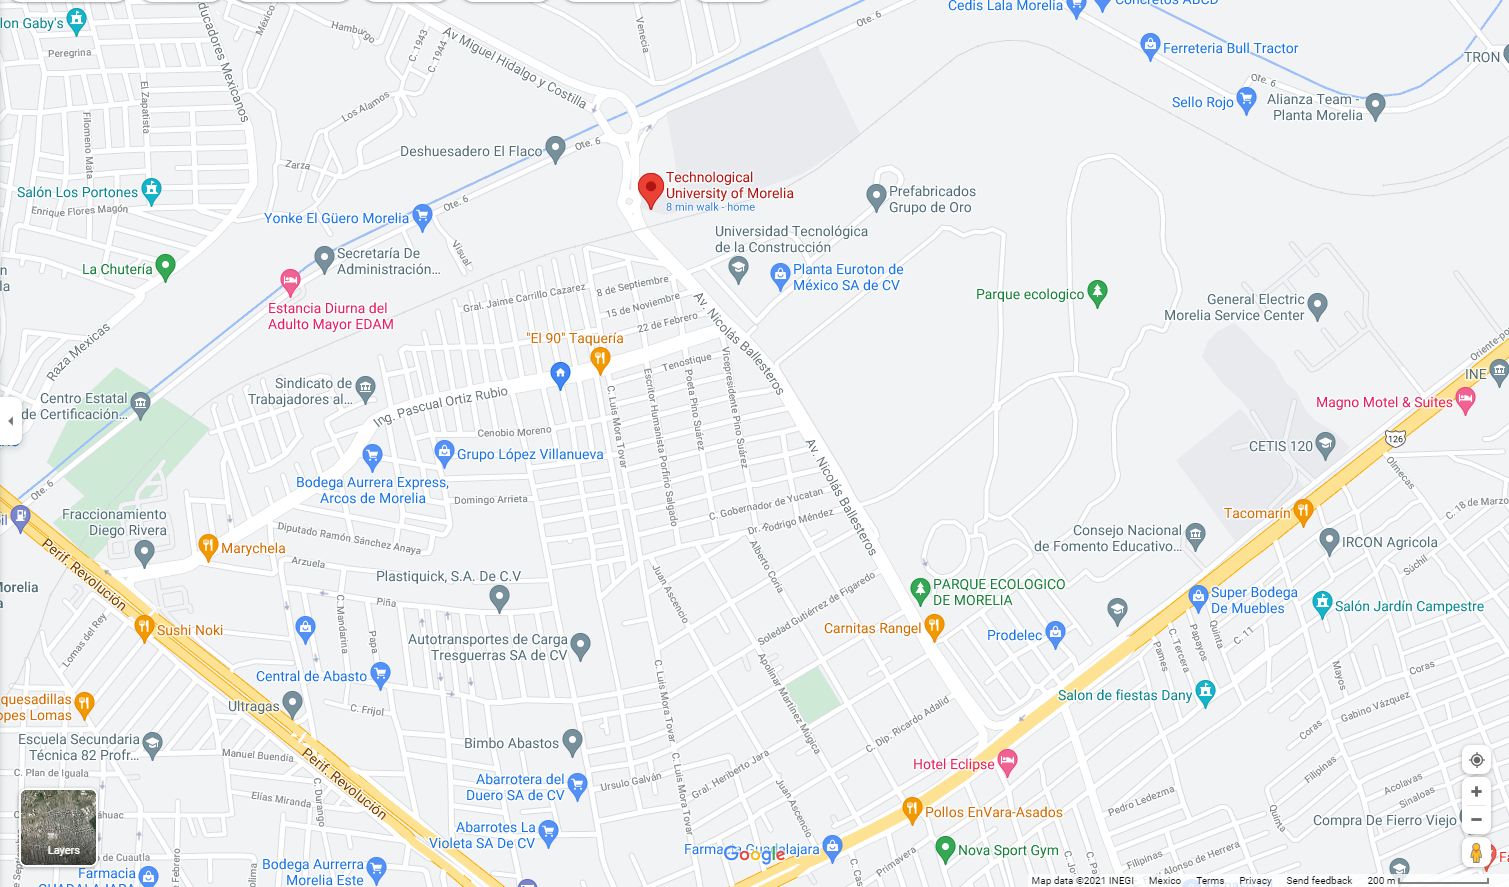 lon Gaby's
Peregrina
México
ducadores Mexicanos
Hamburgo
C. 1943
C. 1944
Av Miguel Hidalgo y Costilla
Venecia
Cedis Lala Morelia
Concretos ABCD
Ote. 6
Ferreteria Bull Tractor
TRON
Ote. 6
Sello Rojo
Alianza Team -
Planta Morelia
El Zapatista
Filomeno Mata
Los Alamos
Zarza
Deshuesadero El Flaco
Ote. 6
Salón Los Portones
Enrique Flores Magón
Technological
University of Morelia
8 min walk - home
Prefabricados
Grupo de Oro
Yonke El Güero Morelia
Ote. 6
Visual
Universidad Tecnológica
de la Construcción
La Chutería
Secretaría De
Administración...
Planta Euroton de
México SA de CV
Estancia Diurna del
Adulto Mayor EDAM
Gral. Jaime Carrillo Cazarez
8 de Septiembre
15 de Noviembre
22 de Febrero
Av. Nicolás Ballesteros
Parque ecologico
General Electric
Morelia Service Center
Oriente-po
Raza Mexicas
"El 90" Taquería
Tenostique
Sindicato de
Trabajadores al...
Ing. Pascual Ortiz Rubio
Escritor Humanista Porfirio Salgado
Poeta Pino Suárez
Vicepresidente Pino Suárez
C. Luis Mora Tovar
INE
Magno Motel & Suites
Centro Estatal
de Certificación...
Cenobio Moreno
Grupo López Villanueva
Av. Nicolás Ballesteros
126
CETIS 120
Olmecas
Bodega Aurrera Express,
Arcos de Morelia
Domingo Arrieta
C. Gobernador de Yucatan
Dr. Rodrigo Méndez
C. 18 de Marzo
Ote. 6
Fraccionamiento
Diego Rivera
Diputado Ramón Sánchez Anaya
Tacomarín
Consejo Nacional
de Fomento Educativo...
IRCON Agricola
Marychela
Arzuela
Alberto Coria
Súchil
Perif. Revolución
Plastiquick, S.A. De C.V
Juan Ascencio
Soledad Gutiérrez de Figaredo
PARQUE ECOLOGICO
DE MORELIA
Super Bodega
De Muebles
Salón Jardín Campestre
Morelia
Piña
C. Mandarina
Papa
Lomas del Rey
Sushi Noki
Autotransportes de Carga
Tresguerras SA de CV
Carnitas Rangel
Prodelec
C. Tercera
Papayos
Quinta
C. 11
Pames
Mayos
Coras
Central de Abasto
C. Luis Mora Tovar
Apolinar Martínez Múgica
Salon de fiestas Dany
quesadillas
opes Lomas
Ultragas
C. Frijol
C. Dip. Ricardo Adalid
Gabino Vázquez
Coras
Escuela Secundaria
Técnica 82 Profr...
Manuel Buendía
Bimbo Abastos
Perif. Revolución
C. Plan de Iguala
Gral. Heriberto Jara
Hotel Eclipse
Filipinas
Acolavas
Sinaloas
Elías Miranda
C. Durango
Abarrotera del
Duero SA de CV
Ursulo Galván
C. Luis Mora Tovar
Juan Ascencio
Pollos EnVara-Asados
Pedro Ledezma
Quinta
Filipinas
Compra De Fierro Viejo
Layers
Abarrotes La
Violeta SA De CV
Farmacia Guadalajara
Google
Primavera
Nova Sport Gym
Alonso de Herrera
C. de Cuautla
Farmacia
GUADALAJARA
Bodega Aurrerra
Morelia Este
Map data ©2021 INEGI
Mexico
Terms
Privacy
Send feedback
200 m